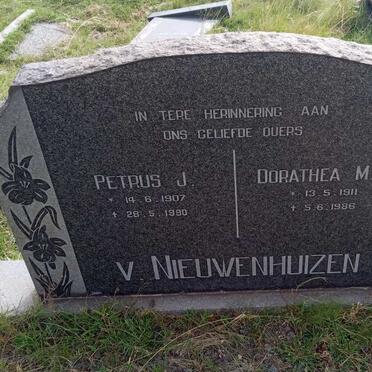 IN TERE HERINNERING AAN
ONS GELIEFDE OUERS
PETRUS J.
* 14.6.1907
† 28.5.1990
DORATHEA M.
* 13.5.1911
† 5.6.1986
V. NIEUWENHUIZEN